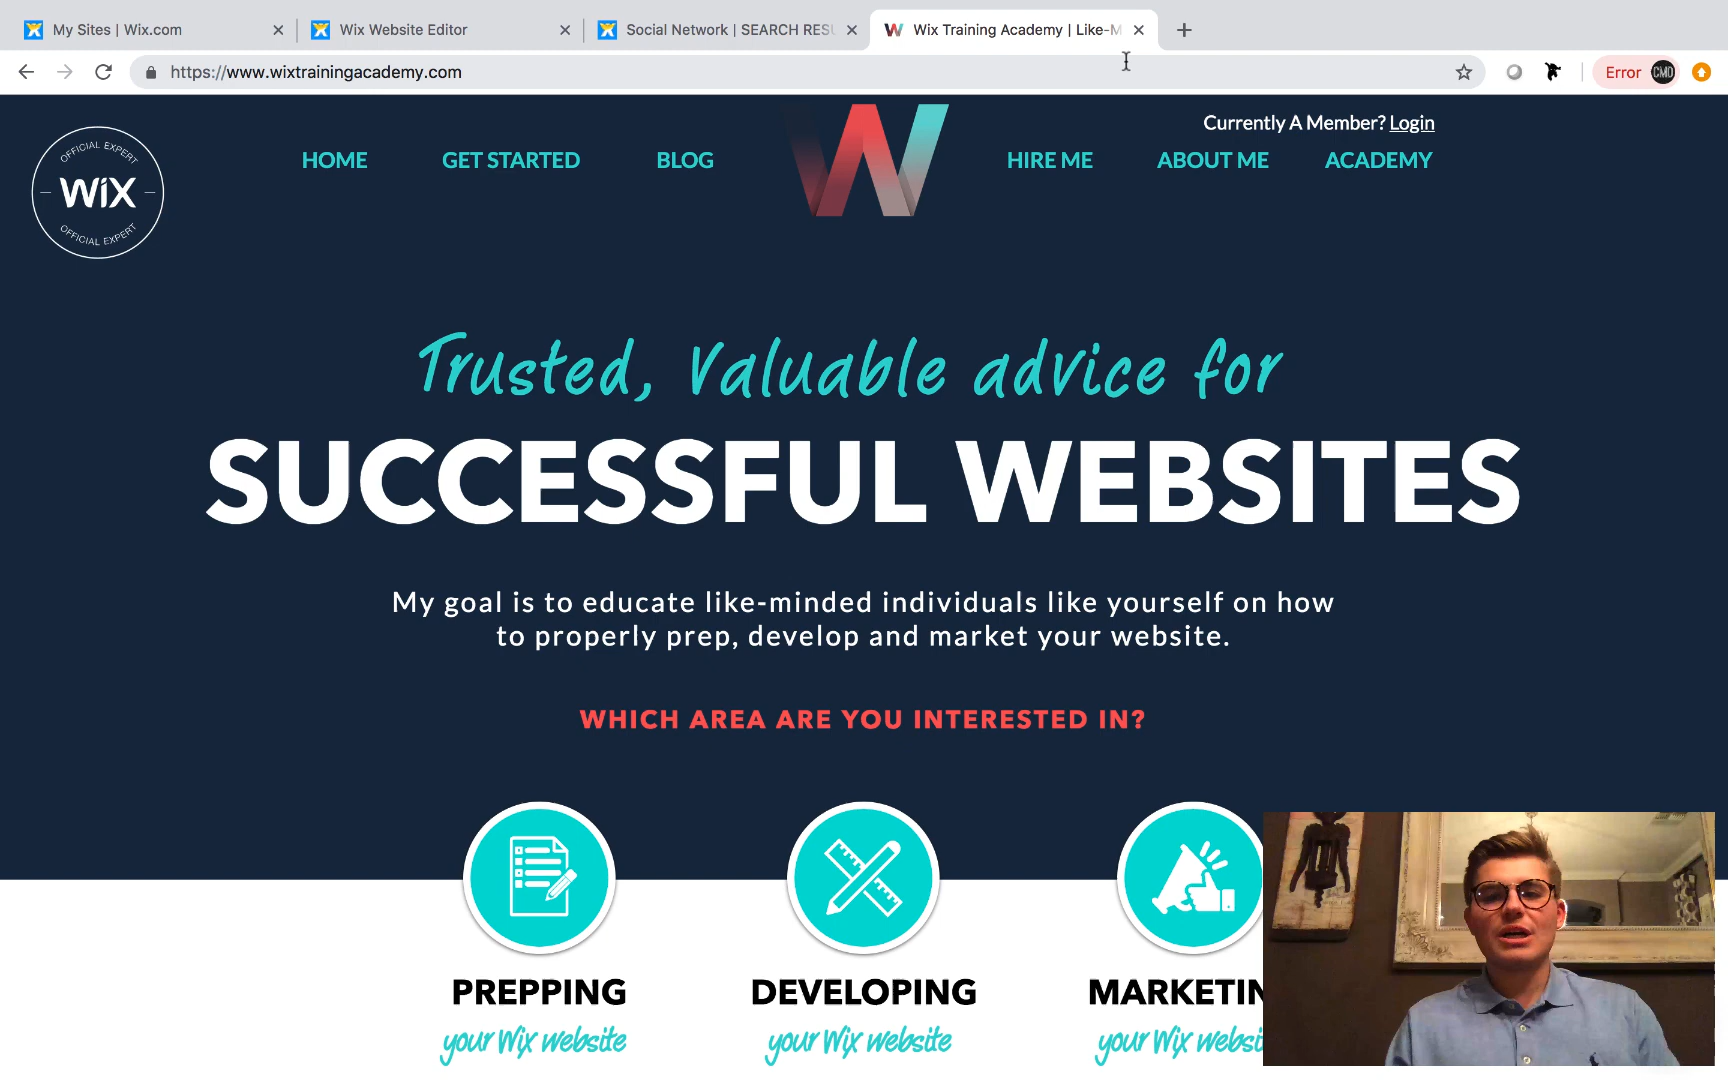 My Sites | Wix.com
Wix Website Editor
Social Network | SEARCH RESU
Wix Training Academy | Like-M
https://www.wixtrainingacademy.com
Error
CMD
Currently A Member? Login
OFFICIAL EXPERT
WiX
OFFICIAL EXPERT
HOME
GET STARTED
BLOG
W
HIRE ME
ABOUT ME
ACADEMY
Trusted, Valuable advice for
SUCCESSFUL WEBSITES
My goal is to educate like-minded individuals like yourself on how
to properly prep, develop and market your website.
WHICH AREA ARE YOU INTERESTED IN?
PREPPING
your Wix website
DEVELOPING
your Wix website
MARKETIN
your Wix websi